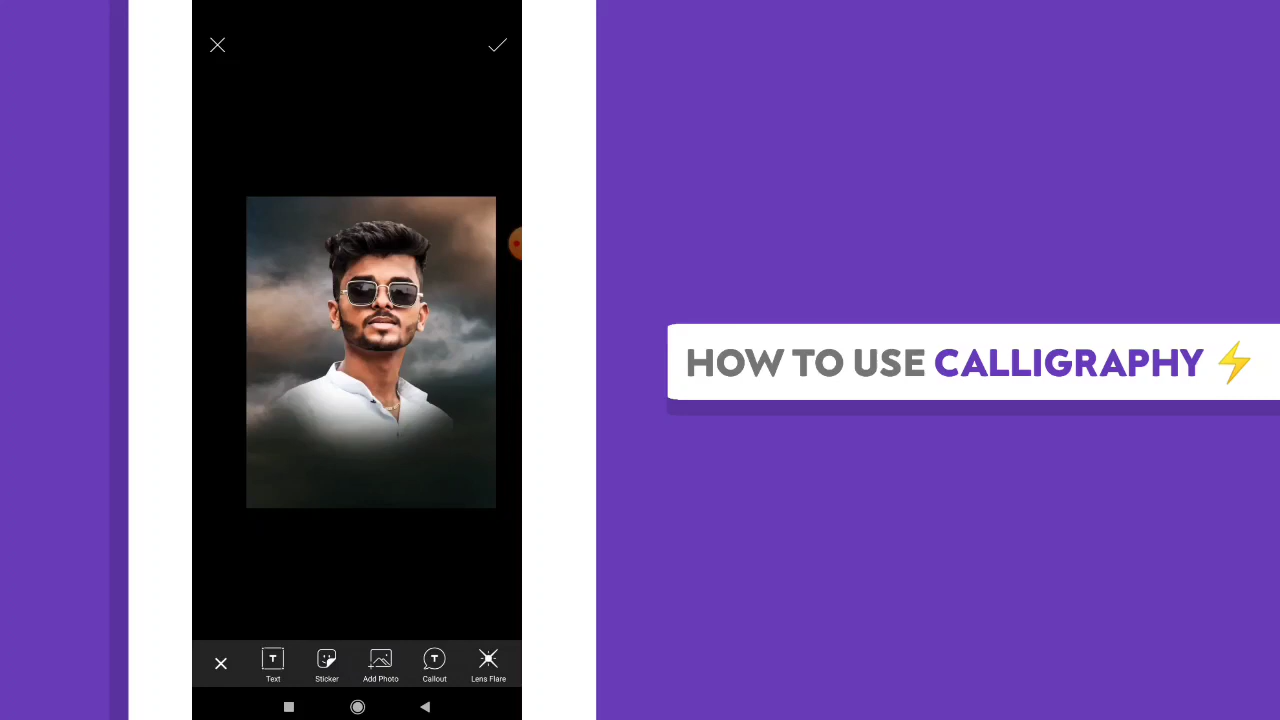 HOW TO USE CALLIGRAPHY ⚡
Text
Sticker
Add Photo
Callout
Lens Flare